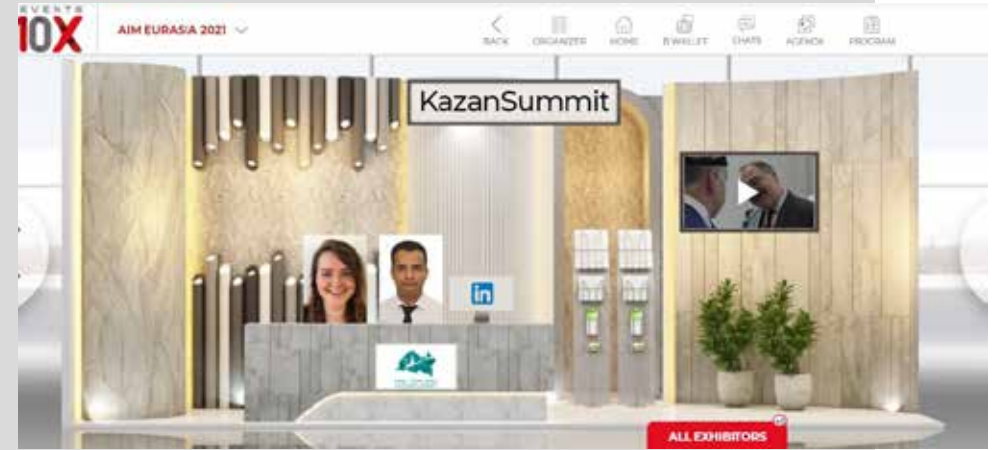 EVENTS
10X
AIM EURASIA 2021
BACK
ORGANIZER
HOME
B.WALLET
CHATS
AGENDA
PROGRAM
KazanSummit
in
ALL EXHIBITORS